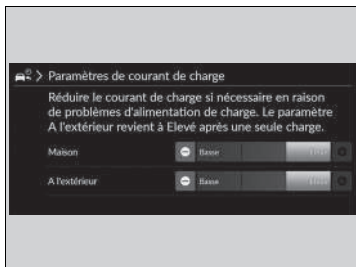 Paramètres de courant de charge
Réduire le courant de charge si nécessaire en raison
de problèmes d'alimentation de charge. Le paramètre
A l'extérieur revient à Elevé après une seule charge.
Maison
Basse
A l'extérieur
Basse